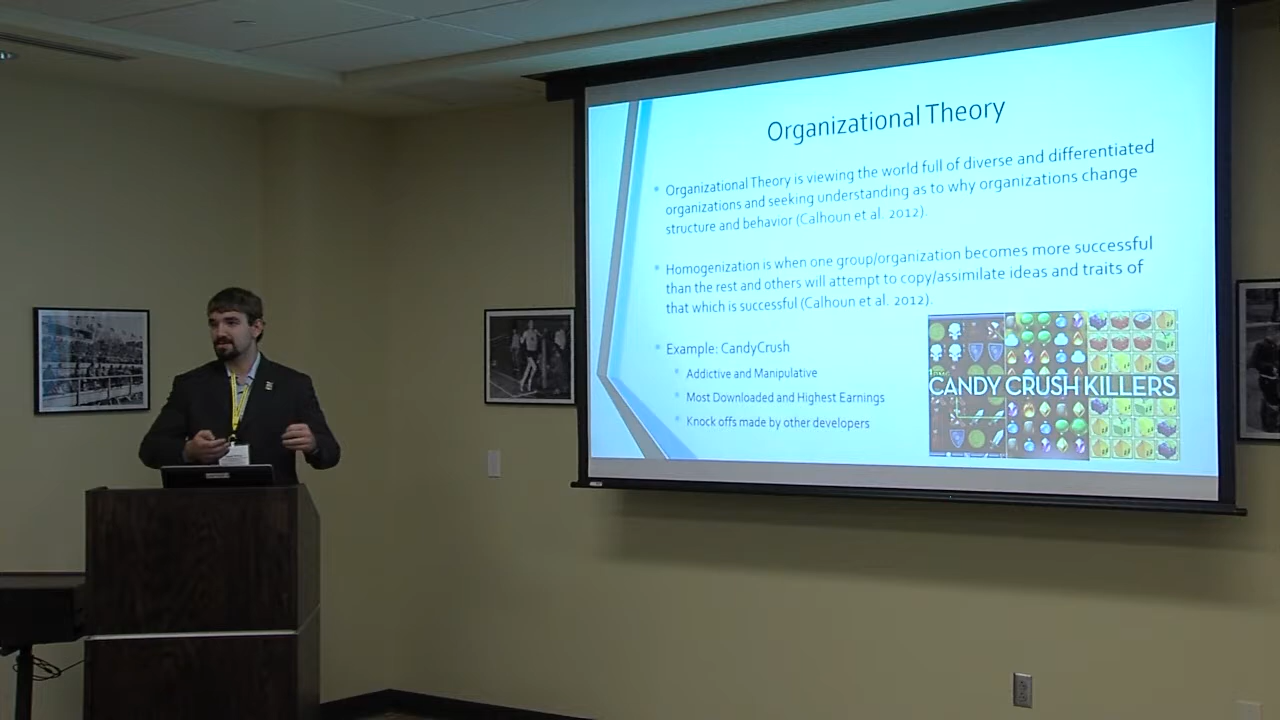 Organizational Theory
Organizational Theory is viewing the world full of diverse and differentiated
organizations and seeking understanding as to why organizations change
structure and behavior (Calhoun et al. 2012).
Homogenization is when one group/organization becomes more successful
than the rest and others will attempt to copy/assimilate ideas and traits of
that which is successful (Calhoun et al. 2012).
Example: CandyCrush
Addictive and Manipulative
Most Downloaded and Highest Earnings
Knock offs made by other developers
CANDY CRUSH KILLERS